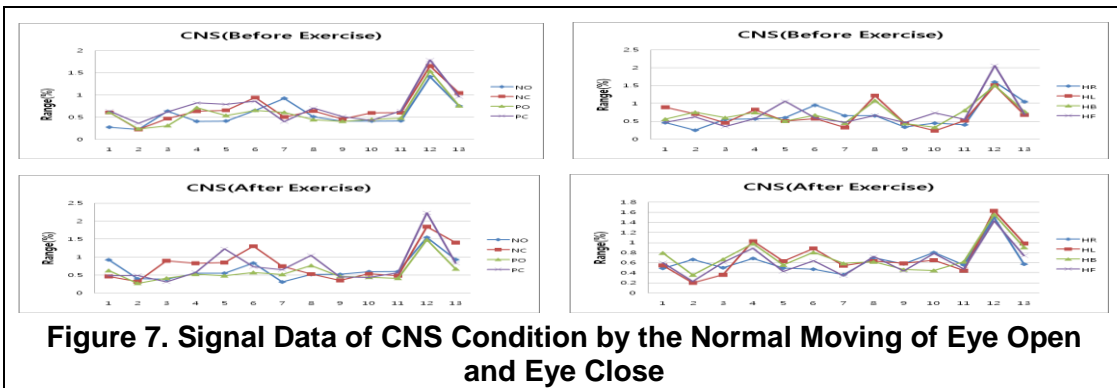 CNS(Before Exercise)
Range(%)
2
1.5
1
0.5
0
1 2 3 4 5 6 7 8 9 10 11 12 13
NO
NC
PO
PC
CNS(Before Exercise)
Range(%)
2.5
2
1.5
1
0.5
0
1 2 3 4 5 6 7 8 9 10 11 12 13
HR
HL
HB
HF
CNS(After Exercise)
Range(%)
2.5
2
1.5
1
0.5
0
1 2 3 4 5 6 7 8 9 10 11 12 13
NO
NC
PO
PC
CNS(After Exercise)
Range(%)
1.8
1.6
1.4
1.2
1
0.8
0.6
0.4
0.2
0
1 2 3 4 5 6 7 8 9 10 11 12 13
HR
HL
HB
HF
Figure 7. Signal Data of CNS Condition by the Normal Moving of Eye Open
and Eye Close